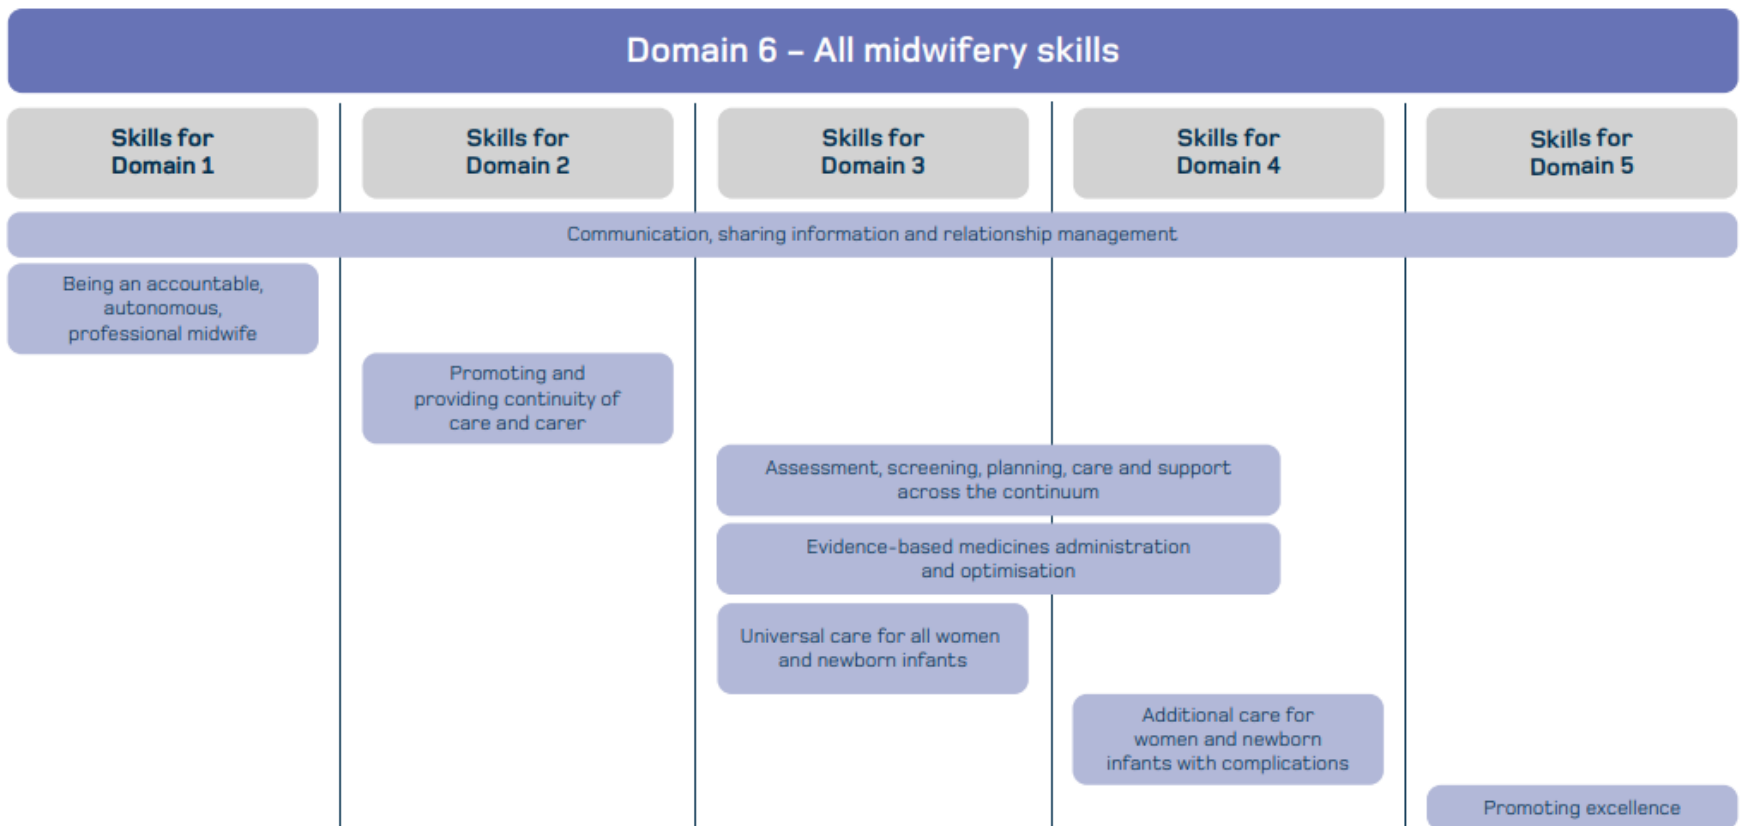 Domain 6 – All midwifery skills
Skills for
Domain 1
Skills for
Domain 2
Skills for
Domain 3
Skills for
Domain 4
Skills for
Domain 5
Communication, sharing information and relationship management
Being an accountable,
autonomous,
professional midwife
Promoting and
providing continuity of
care and carer
Assessment, screening, planning, care and support
across the continuum
Evidence-based medicines administration
and optimisation
Universal care for all women
and newborn infants
Additional care for
women and newborn
infants with complications
Promoting excellence